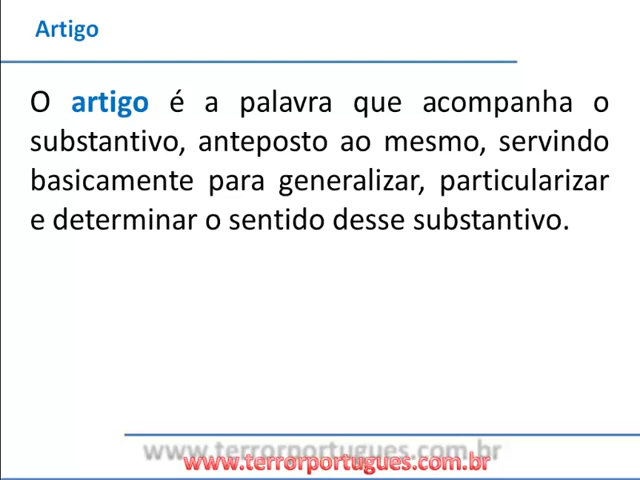 Artigo
O artigo é a palavra que acompanha o
substantivo, anteposto ao mesmo, servindo
basicamente para generalizar, particularizar
e determinar o sentido desse substantivo.
www.terrorportugues.com.br
www.terrorportugues.com.br